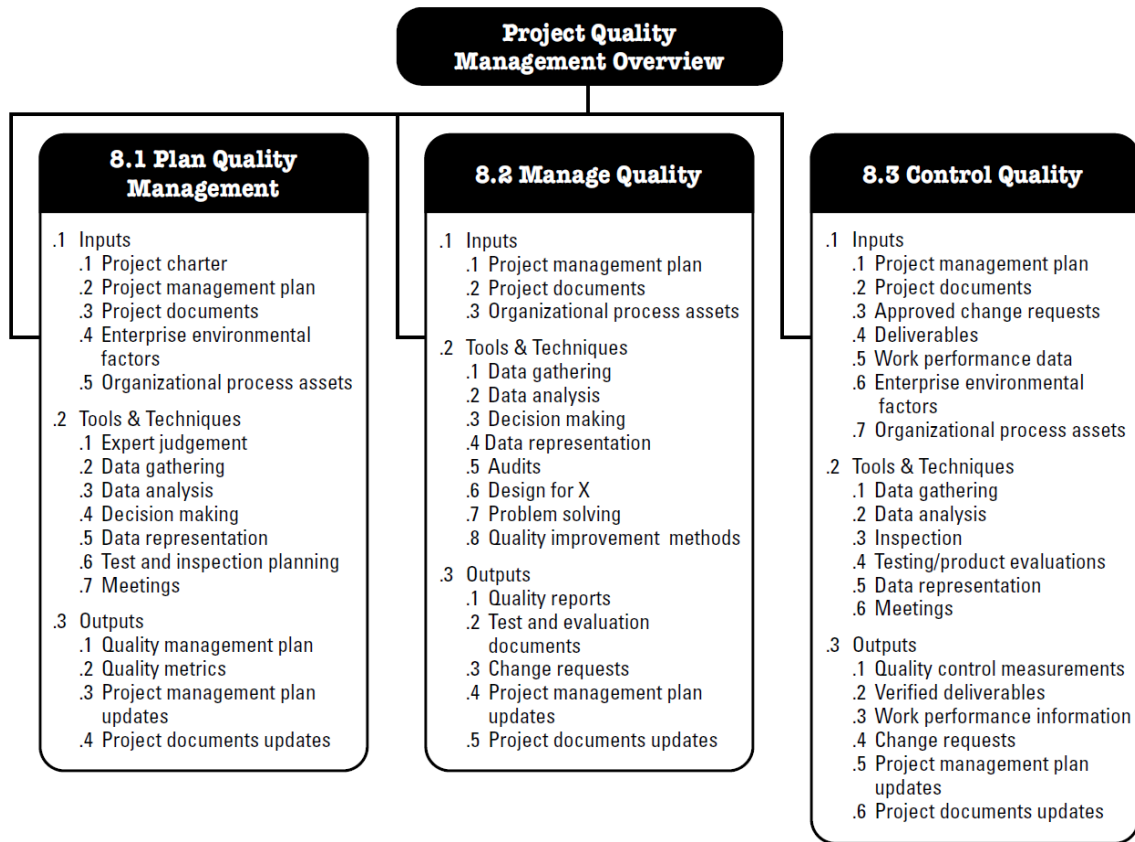 Project Quality
Management Overview
8.1 Plan Quality
Management
.1 Inputs
.1 Project charter
.2 Project management plan
.3 Project documents
.4 Enterprise environmental
factors
.5 Organizational process assets
.2 Tools & Techniques
.1 Expert judgement
.2 Data gathering
.3 Data analysis
.4 Decision making
.5 Data representation
.6 Test and inspection planning
.7 Meetings
.3 Outputs
.1 Quality management plan
.2 Quality metrics
.3 Project management plan
updates
.4 Project documents updates
8.2 Manage Quality
.1 Inputs
.1 Project management plan
.2 Project documents
.3 Organizational process assets
.2 Tools & Techniques
.1 Data gathering
.2 Data analysis
.3 Decision making
.4 Data representation
.5 Audits
.6 Design for X
.7 Problem solving
.8 Quality improvement methods
.3 Outputs
.1 Quality reports
.2 Test and evaluation
documents
.3 Change requests
.4 Project management plan
updates
.5 Project documents updates
8.3 Control Quality
.1 Inputs
.1 Project management plan
.2 Project documents
.3 Approved change requests
.4 Deliverables
.5 Work performance data
.6 Enterprise environmental
factors
.7 Organizational process assets
.2 Tools & Techniques
.1 Data gathering
.2 Data analysis
.3 Inspection
.4 Testing/product evaluations
.5 Data representation
.6 Meetings
.3 Outputs
.1 Quality control measurements
.2 Verified deliverables
.3 Work performance information
.4 Change requests
.5 Project management plan
updates
.6 Project documents updates